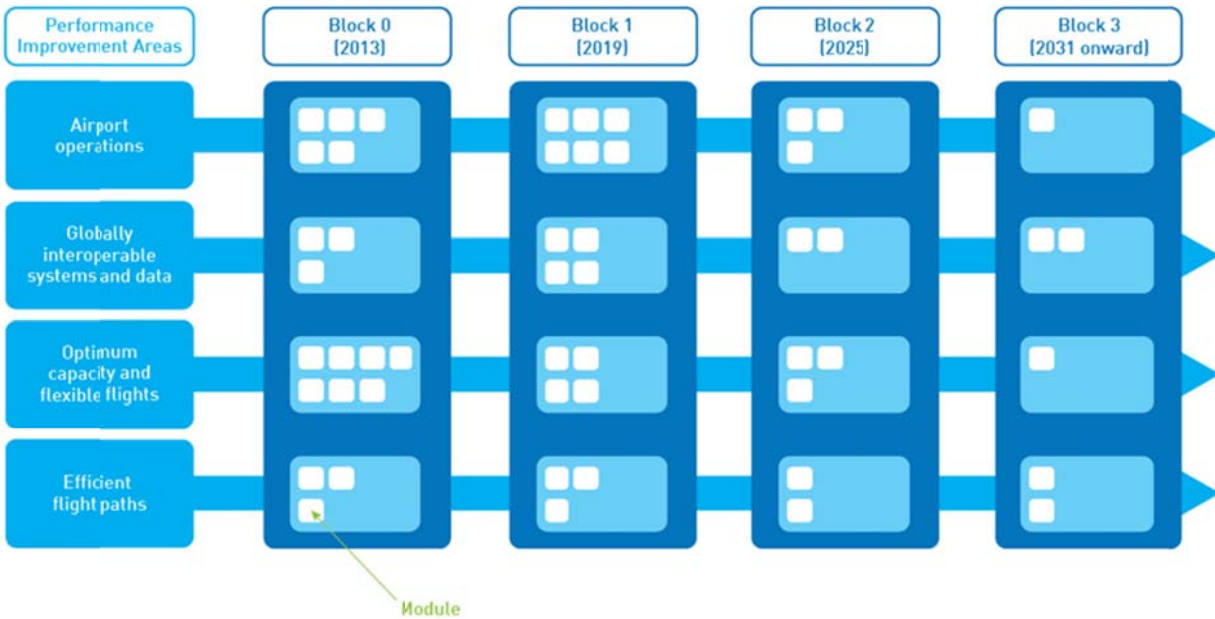 Performance
Improvement Areas
Block 0
(2013)
Block 1
(2019)
Block 2
(2025)
Block 3
(2031 onward)
Airport
operations
Globally
interoperable
systems and data
Optimum
capacity and
flexible flights
Efficient
flight paths
Module